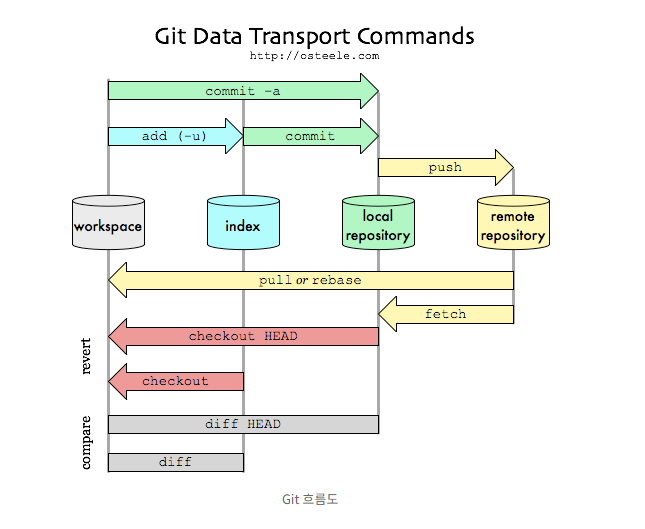 Git Data Transport Commands
http://osteele.com
commit -a
add (-u)
commit
push
workspace
index
local
repository
remote
repository
pull or rebase
fetch
revert
checkout HEAD
checkout
compare
diff HEAD
diff
Git 흐름도